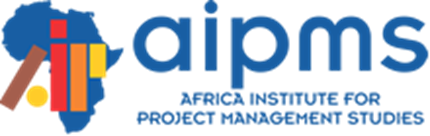 aipms
AFRICA INSTITUTE FOR
PROJECT MANAGEMENT STUDIES